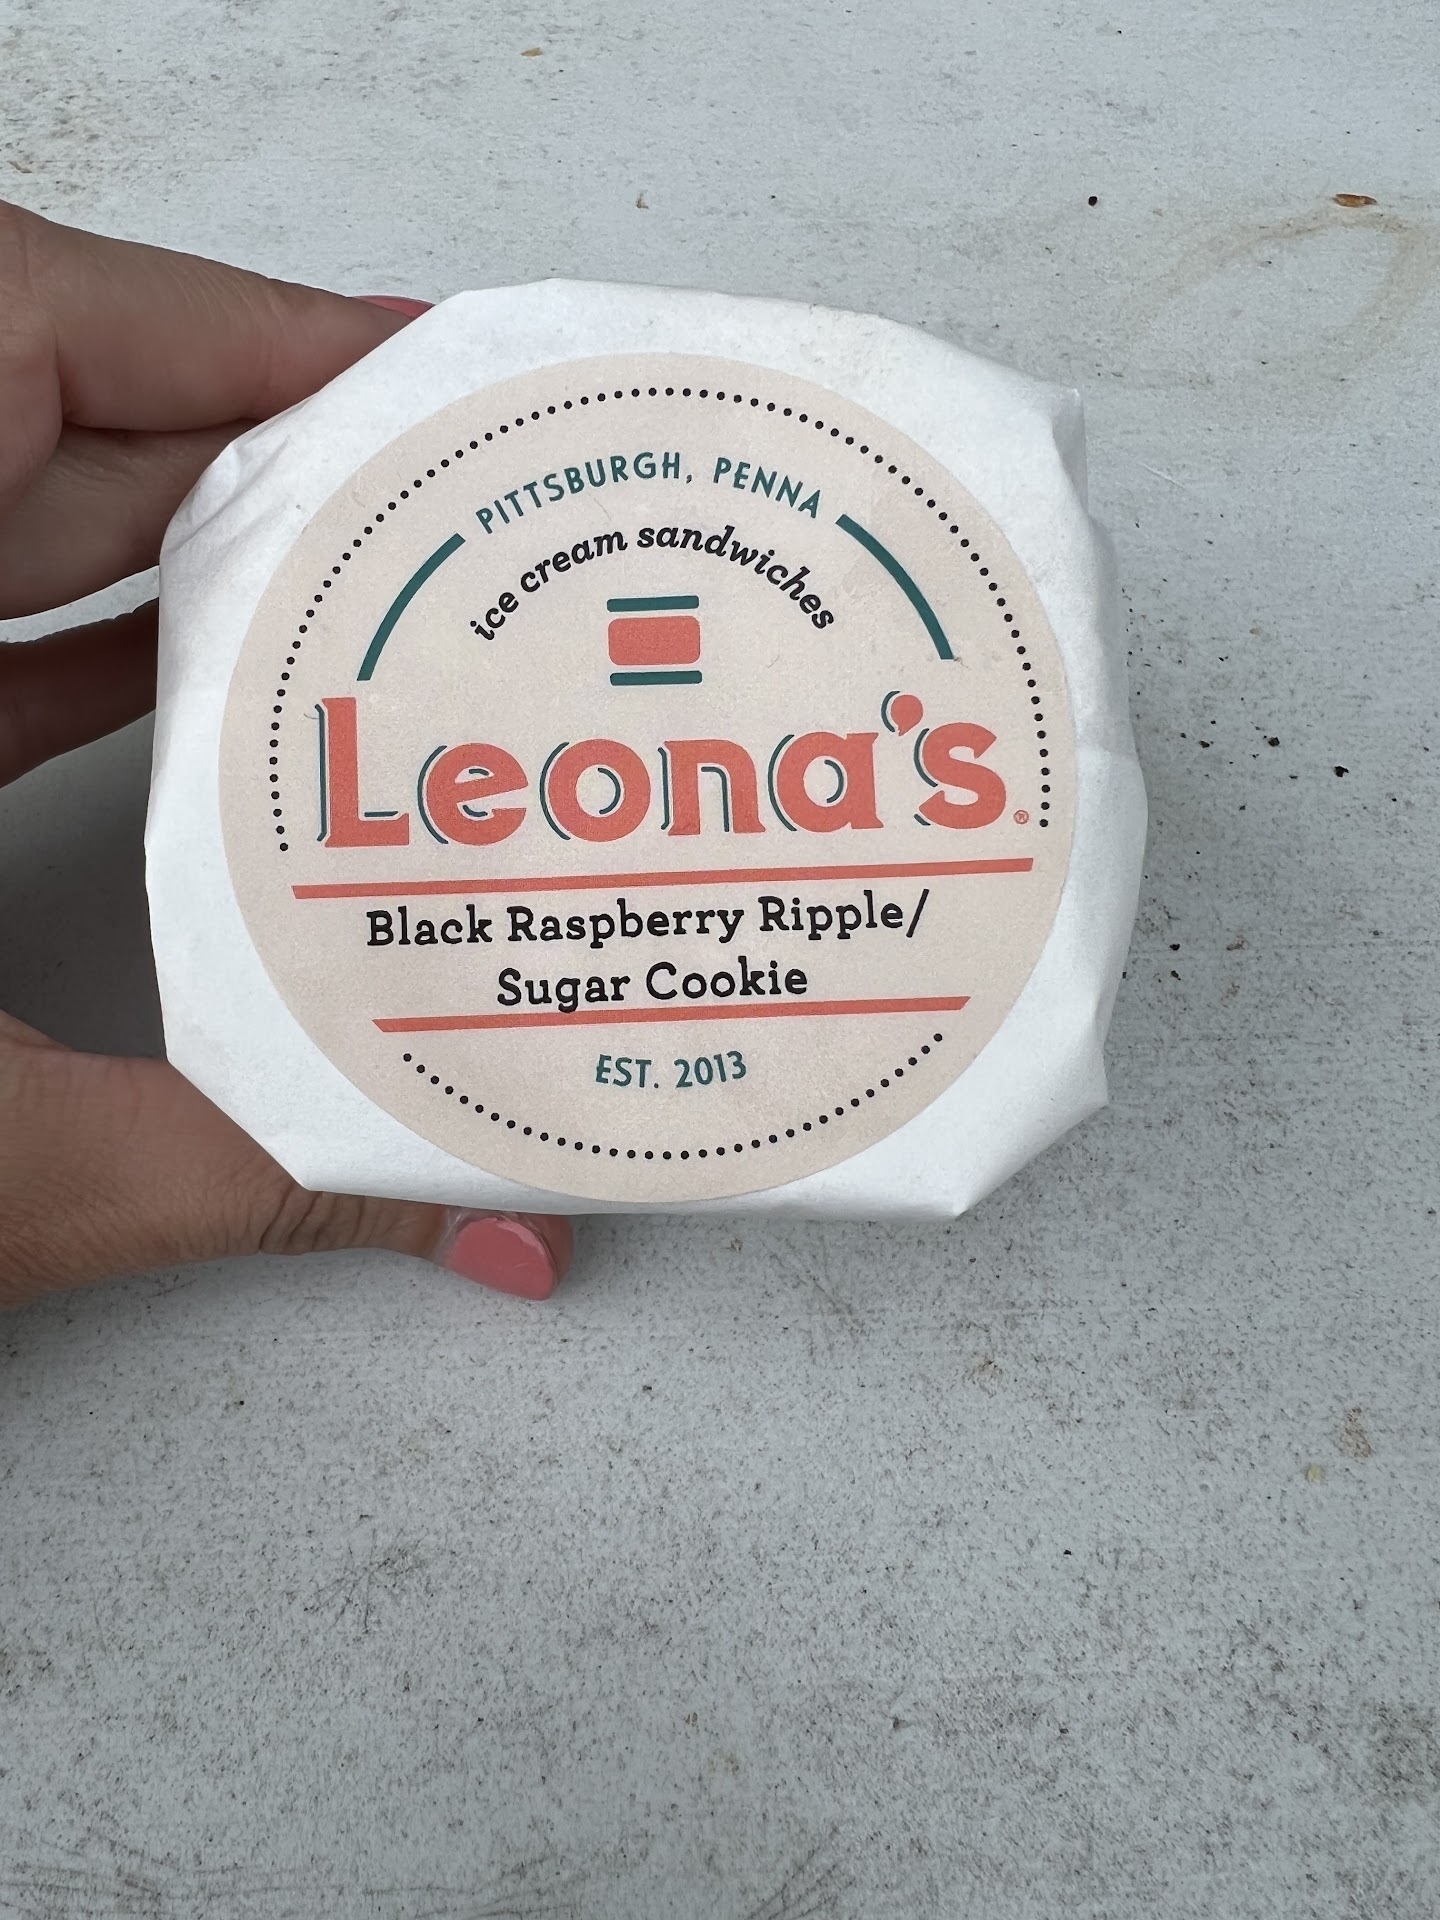 PITTSBURGH, PENNA
ice cream sandwiches
Leona's®
Black Raspberry Ripple/
Sugar Cookie
EST. 2013